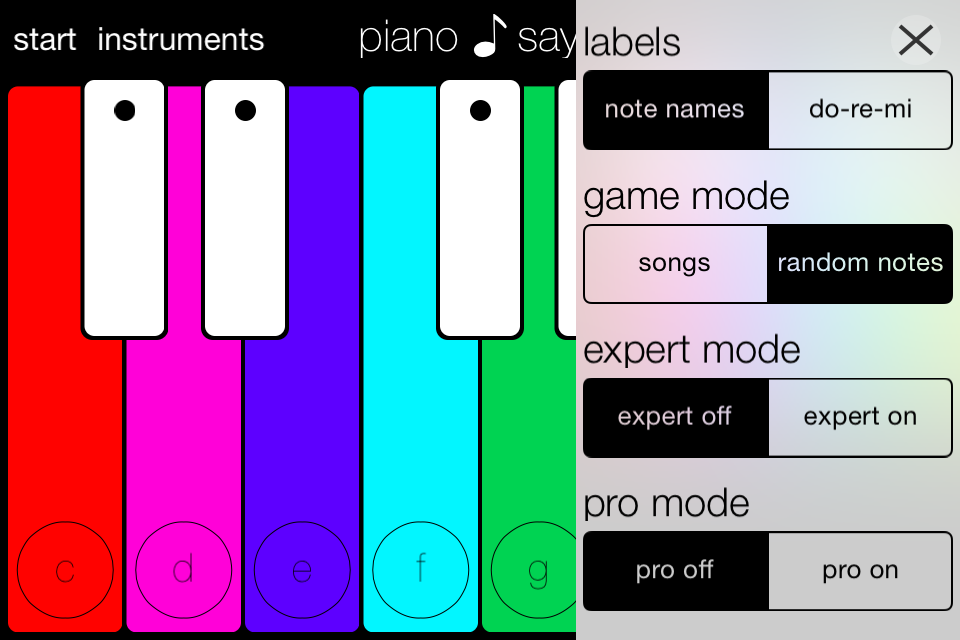 start instruments piano say
c d e f g
labels
note names do-re-mi
game mode
songs random notes
expert mode
expert off expert on
pro mode
pro off pro on